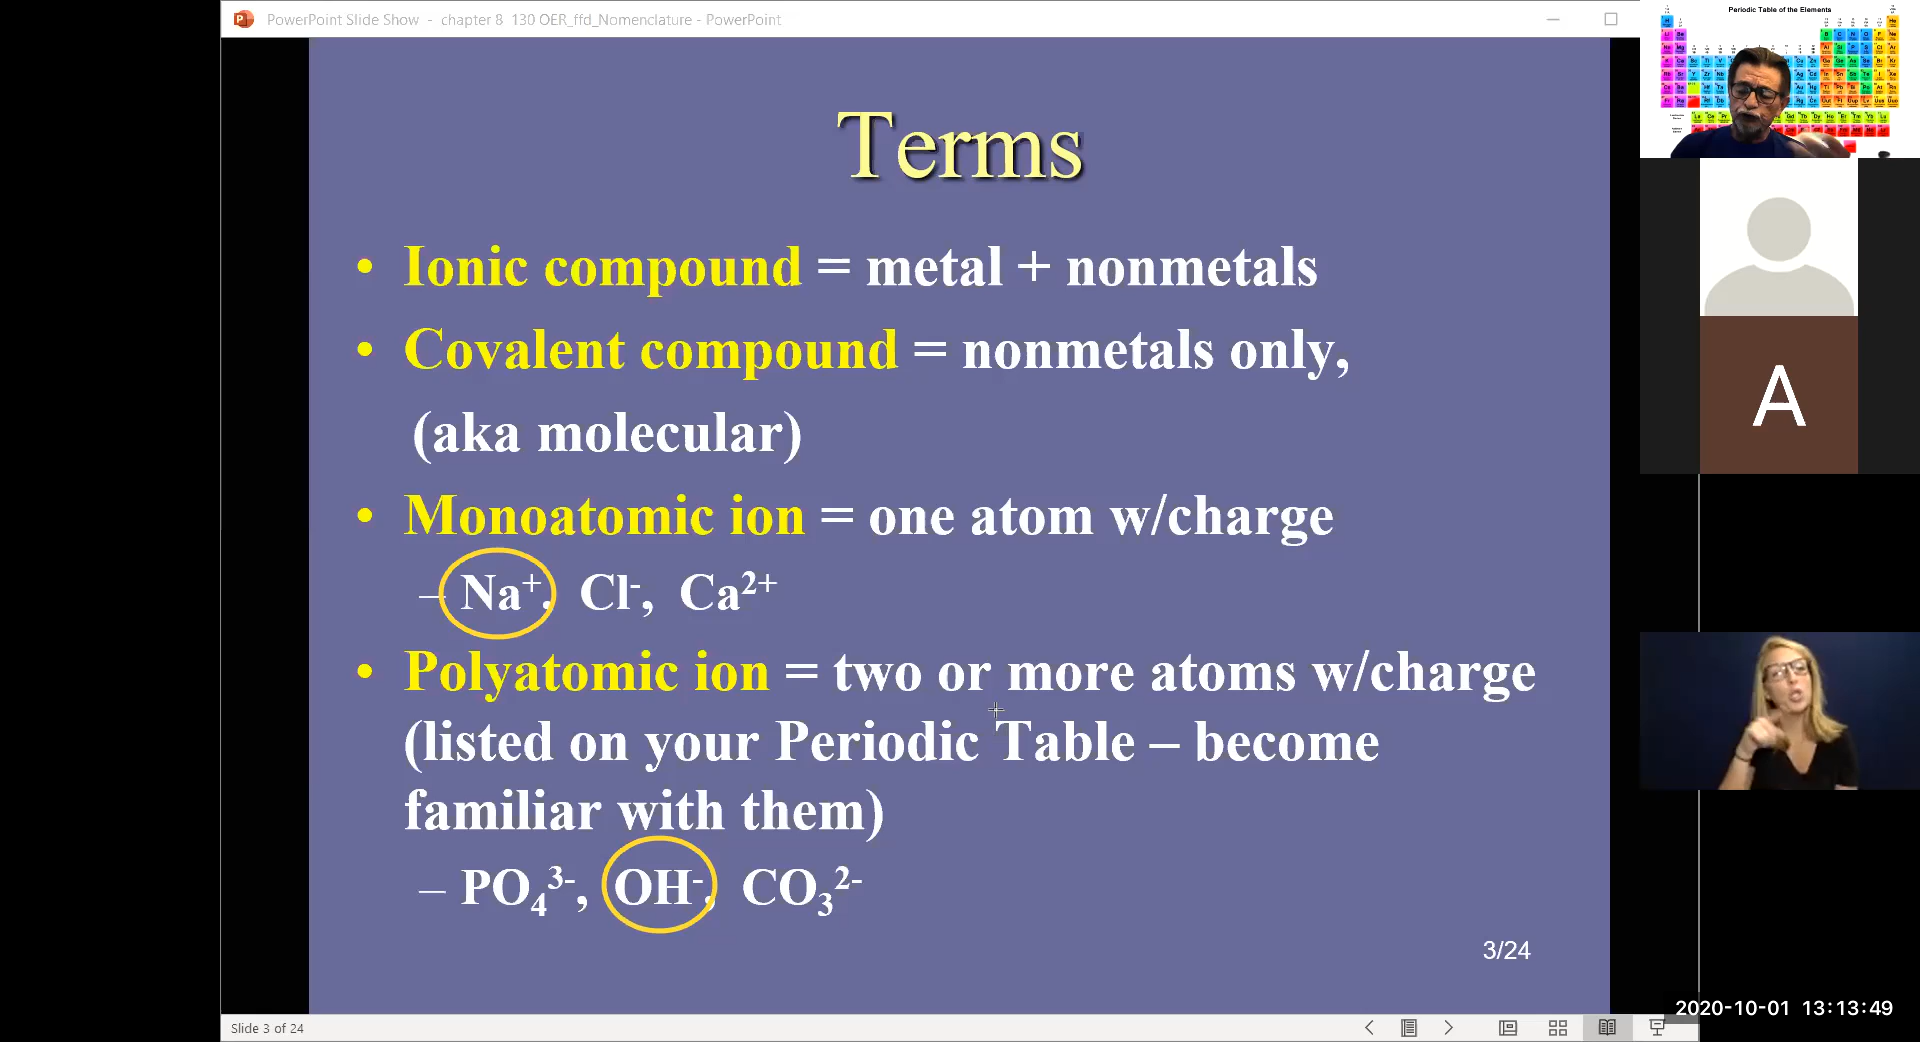 PowerPoint Slide Show - chapter 8 130 OER_ffd_Nomenclature - PowerPoint
Periodic Table of the Elements
Terms
• Ionic compound = metal + nonmetals
• Covalent compound = nonmetals only,
(aka molecular)
• Monoatomic ion = one atom w/charge
– Na⁺, Cl⁻, Ca²⁺
• Polyatomic ion = two or more atoms w/charge
(listed on your Periodic Table – become
familiar with them)
– PO₄³⁻, OH⁻, CO₃²⁻
3/24
A
2020-10-01 13:13:49
Slide 3 of 24